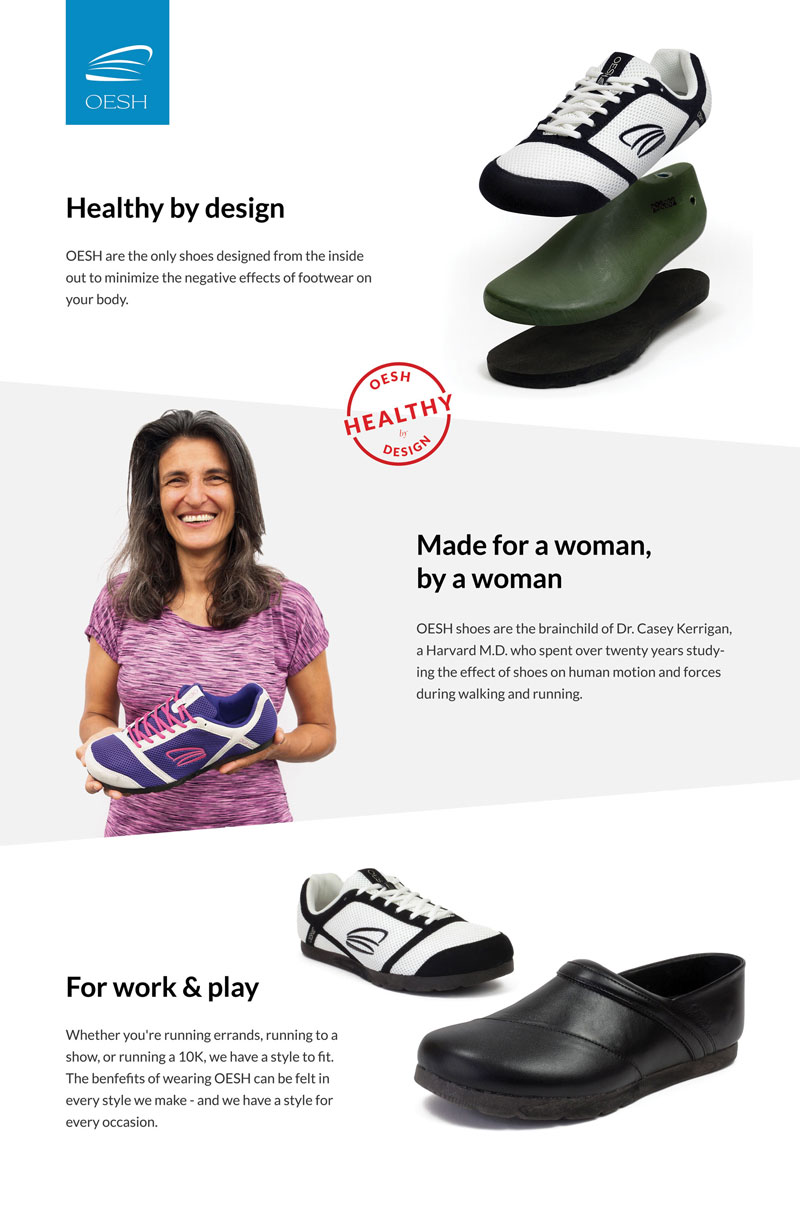 OESH
OESH
Healthy by design
OESH are the only shoes designed from the inside
out to minimize the negative effects of footwear on
your body.
OESH
HEALTHY
by
DESIGN
Made for a woman,
by a woman
OESH shoes are the brainchild of Dr. Casey Kerrigan,
a Harvard M.D. who spent over twenty years study-
ing the effect of shoes on human motion and forces
during walking and running.
For work & play
Whether you're running errands, running to a
show, or running a 10K, we have a style to fit.
The benfefits of wearing OESH can be felt in
every style we make - and we have a style for
every occasion.